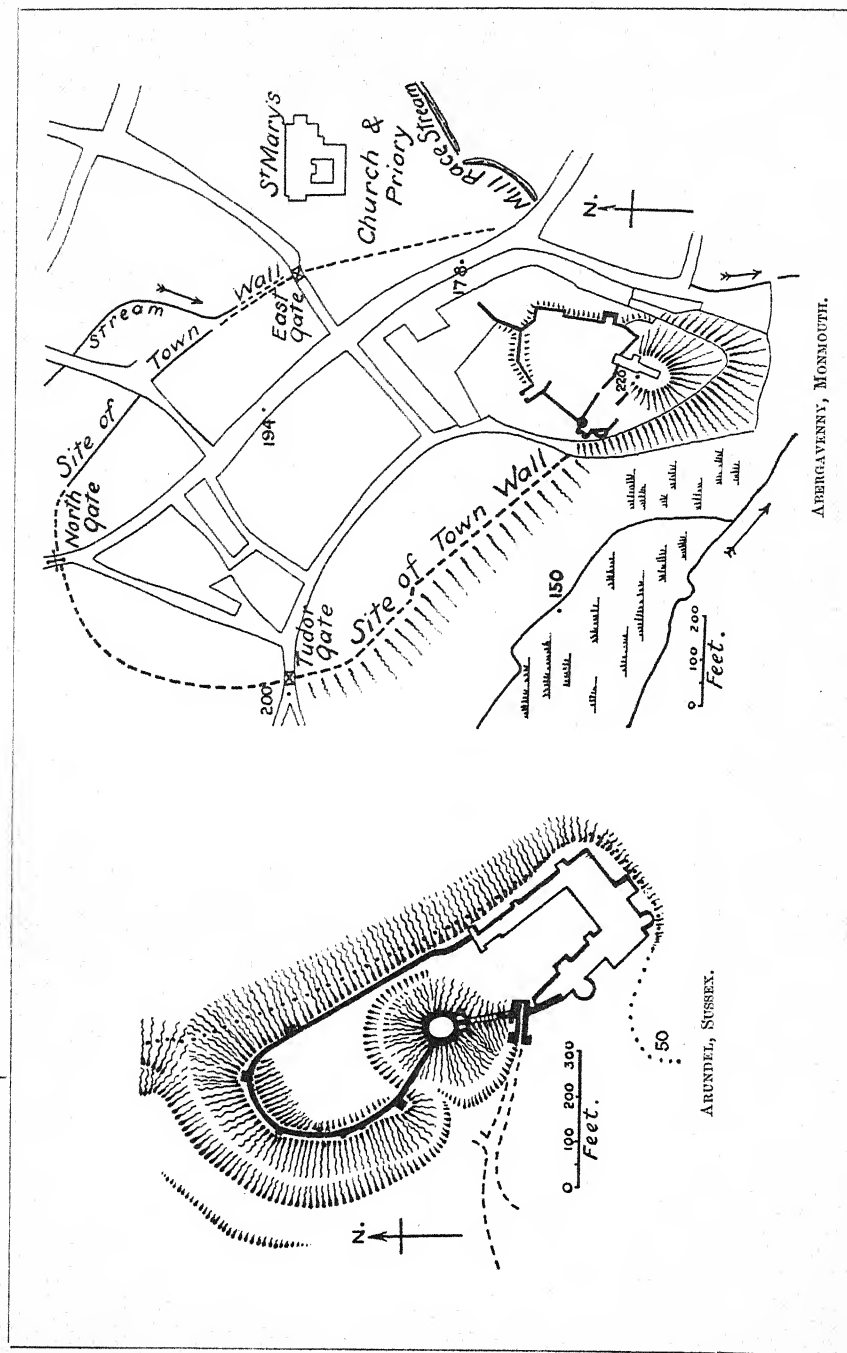 St Mary's
Church &
Priory
Mill Race Stream
N.
Stream
Town Wall
East
Gate
Site of
North
Gate
194
178
220
Tudor
Gate
200
Site of Town Wall
150
0 100 200
Feet.
ABERGAVENNY, MONMOUTH.
N.
50
0 100 200 300
Feet.
ARUNDEL, SUSSEX.